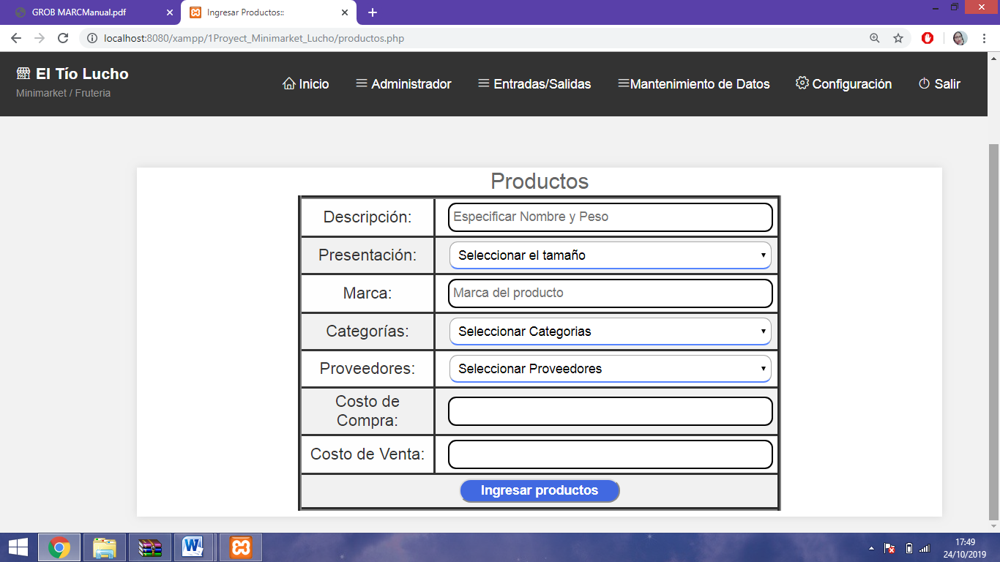 GROB MARCManual.pdf
Ingresar Productos::
localhost:8080/xampp/1Proyect_Minimarket_Lucho/productos.php
El Tío Lucho
Minimarket / Fruteria
Inicio
Administrador
Entradas/Salidas
Mantenimiento de Datos
Configuración
Salir
Productos
Descripción:
Especificar Nombre y Peso
Presentación:
Seleccionar el tamaño
Marca:
Marca del producto
Categorías:
Seleccionar Categorias
Proveedores:
Seleccionar Proveedores
Costo de
Compra:
Costo de Venta:
Ingresar productos
17:49
24/10/2019